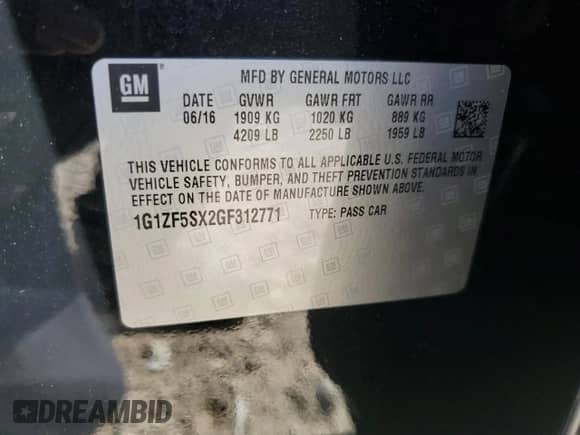 GM
MFD BY GENERAL MOTORS LLC
DATE GVWR GAWR FRT GAWR RR
06/16 1909 KG 1020 KG 889 KG
4209 LB 2250 LB 1959 LB
THIS VEHICLE CONFORMS TO ALL APPLICABLE U.S. FEDERAL MOTOR
VEHICLE SAFETY, BUMPER, AND THEFT PREVENTION STANDARDS IN
EFFECT ON THE DATE OF MANUFACTURE SHOWN ABOVE.
1G1ZF5SX2GF312771 TYPE: PASS CAR
DREAMBID